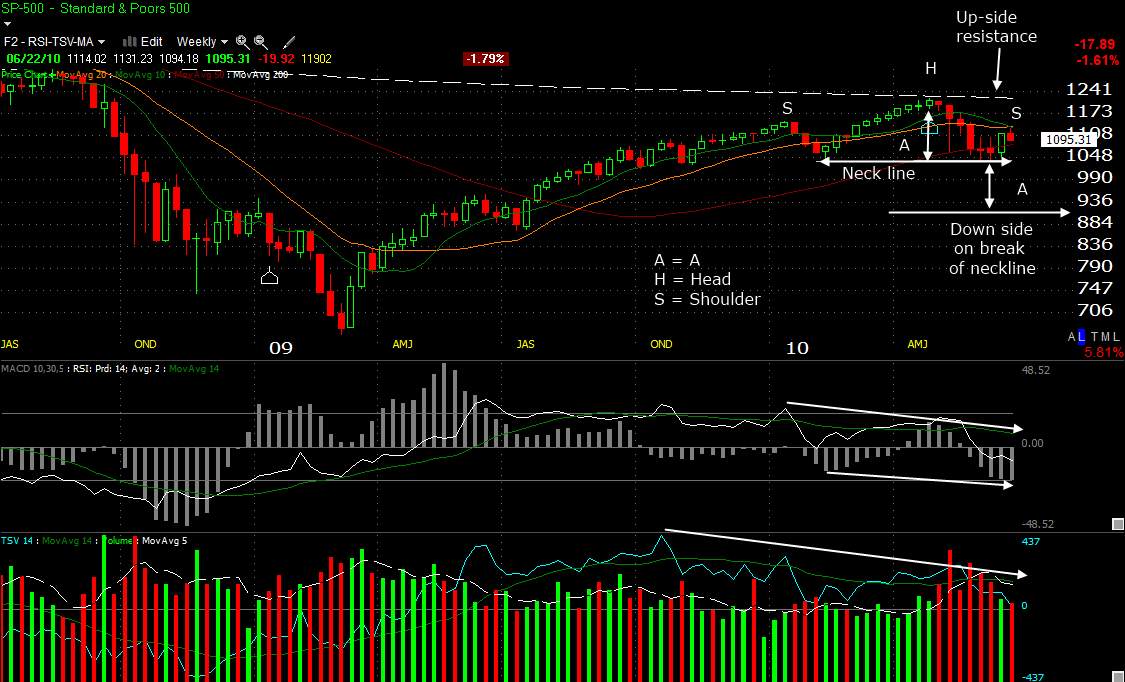 SP-500 - Standard & Poors 500
F2 - RSI-TSV-MA Edit Weekly
06/22/10 1114.02 1131.23 1094.18 1095.31 -19.92 11902
-1.79%
Price Chart MovAvg 20 : MovAvg 10 : MovAvg 50 : MovAvg 200
Up-side
resistance
-17.89
-1.61%
H
S
S
A
Neck line
A
Down side
on break
of neckline
A = A
H = Head
S = Shoulder
1241
1173
1108
1095.31
1048
990
936
884
836
790
747
706
A L T M L
5.81%
JAS OND 09 AMJ JAS OND 10 AMJ
MACD 10,30,5 : RSI: Prd: 14; Avg: 2 : MovAvg 14
48.52
0.00
-48.52
TSV 14 : MovAvg 14 : Volume : MovAvg 5
437
0
-437